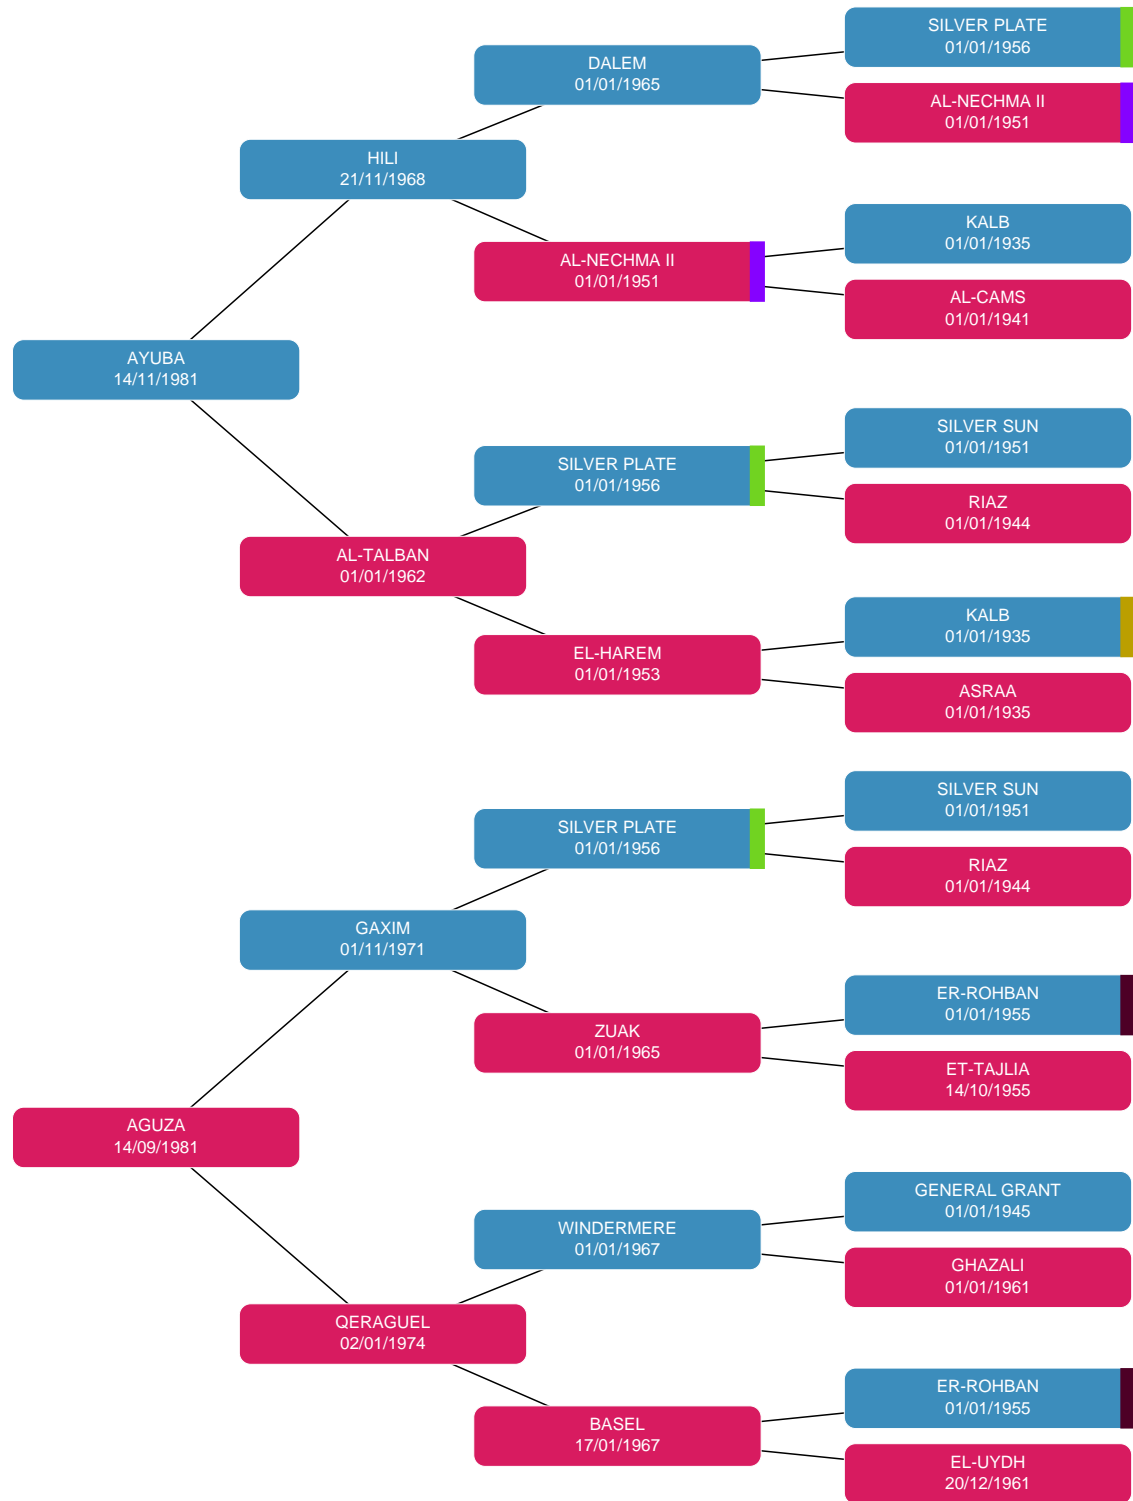 SILVER PLATE
01/01/1956
DALEM
01/01/1965
AL-NECHMA II
01/01/1951
HILI
21/11/1968
KALB
01/01/1935
AL-NECHMA II
01/01/1951
AL-CAMS
01/01/1941
AYUBA
14/11/1981
SILVER SUN
01/01/1951
SILVER PLATE
01/01/1956
RIAZ
01/01/1944
AL-TALBAN
01/01/1962
KALB
01/01/1935
EL-HAREM
01/01/1953
ASRAA
01/01/1935
SILVER SUN
01/01/1951
SILVER PLATE
01/01/1956
RIAZ
01/01/1944
GAXIM
01/11/1971
ER-ROHBAN
01/01/1955
ZUAK
01/01/1965
ET-TAJLIA
14/10/1955
AGUZA
14/09/1981
GENERAL GRANT
01/01/1945
WINDERMERE
01/01/1967
GHAZALI
01/01/1961
QERAGUEL
02/01/1974
ER-ROHBAN
01/01/1955
BASEL
17/01/1967
EL-UYDH
20/12/1961